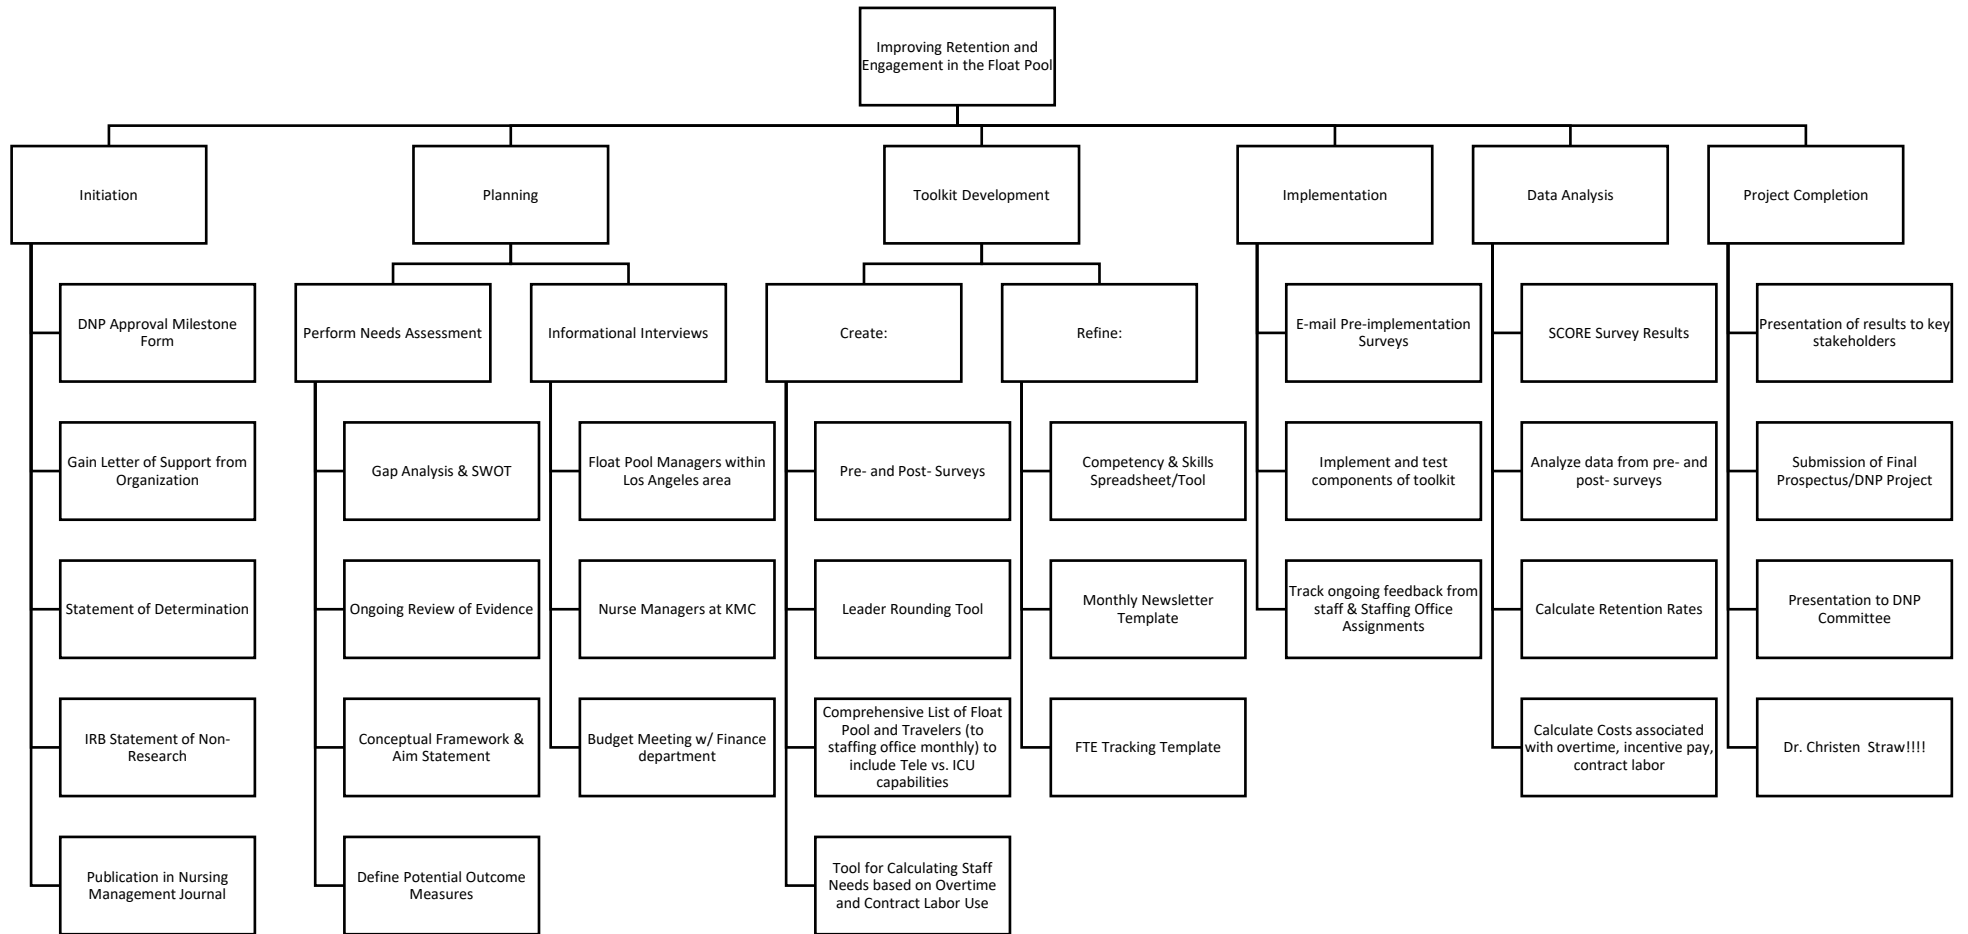 Improving Retention and
Engagement in the Float Pool
Initiation
DNP Approval Milestone
Form
Gain Letter of Support from
Organization
Statement of Determination
IRB Statement of Non-
Research
Publication in Nursing
Management Journal
Planning
Perform Needs Assessment
Gap Analysis & SWOT
Ongoing Review of Evidence
Conceptual Framework &
Aim Statement
Define Potential Outcome
Measures
Informational Interviews
Float Pool Managers within
Los Angeles area
Nurse Managers at KMC
Budget Meeting w/ Finance
department
Toolkit Development
Create:
Pre- and Post- Surveys
Leader Rounding Tool
Comprehensive List of Float
Pool and Travelers (to
staffing office monthly) to
include Tele vs. ICU
capabilities
Tool for Calculating Staff
Needs based on Overtime
and Contract Labor Use
Refine:
Competency & Skills
Spreadsheet/Tool
Monthly Newsletter
Template
FTE Tracking Template
Implementation
E-mail Pre-implementation
Surveys
Implement and test
components of toolkit
Track ongoing feedback from
staff & Staffing Office
Assignments
Data Analysis
SCORE Survey Results
Analyze data from pre- and
post- surveys
Calculate Retention Rates
Calculate Costs associated
with overtime, incentive pay,
contract labor
Project Completion
Presentation of results to key
stakeholders
Submission of Final
Prospectus/DNP Project
Presentation to DNP
Committee
Dr. Christen Straw!!!!